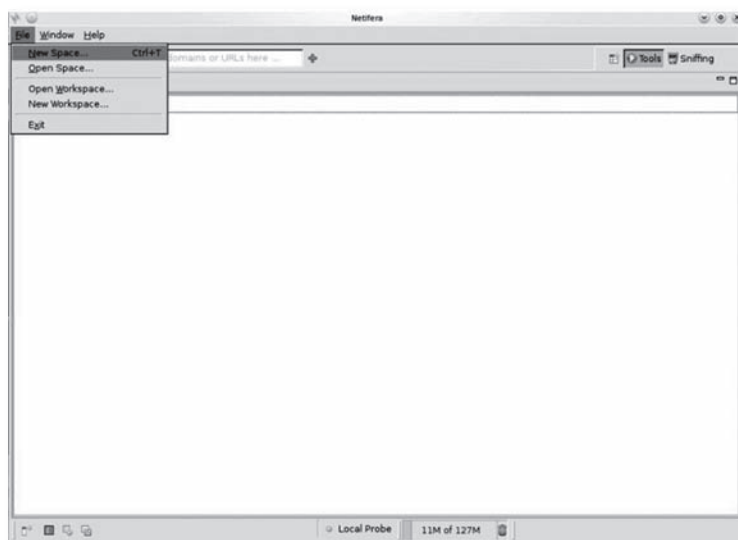 Netifera
File Window Help
New Space... Ctrl+T
domains or URLs here ...
Tools Sniffing
Open Space...
Open Workspace...
New Workspace...
Exit
Local Probe 11M of 127M